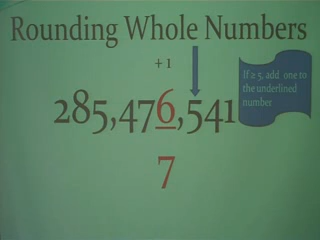 Rounding Whole Numbers
+ 1
If ≥ 5, add one to
the underlined
number
285,476,541
7